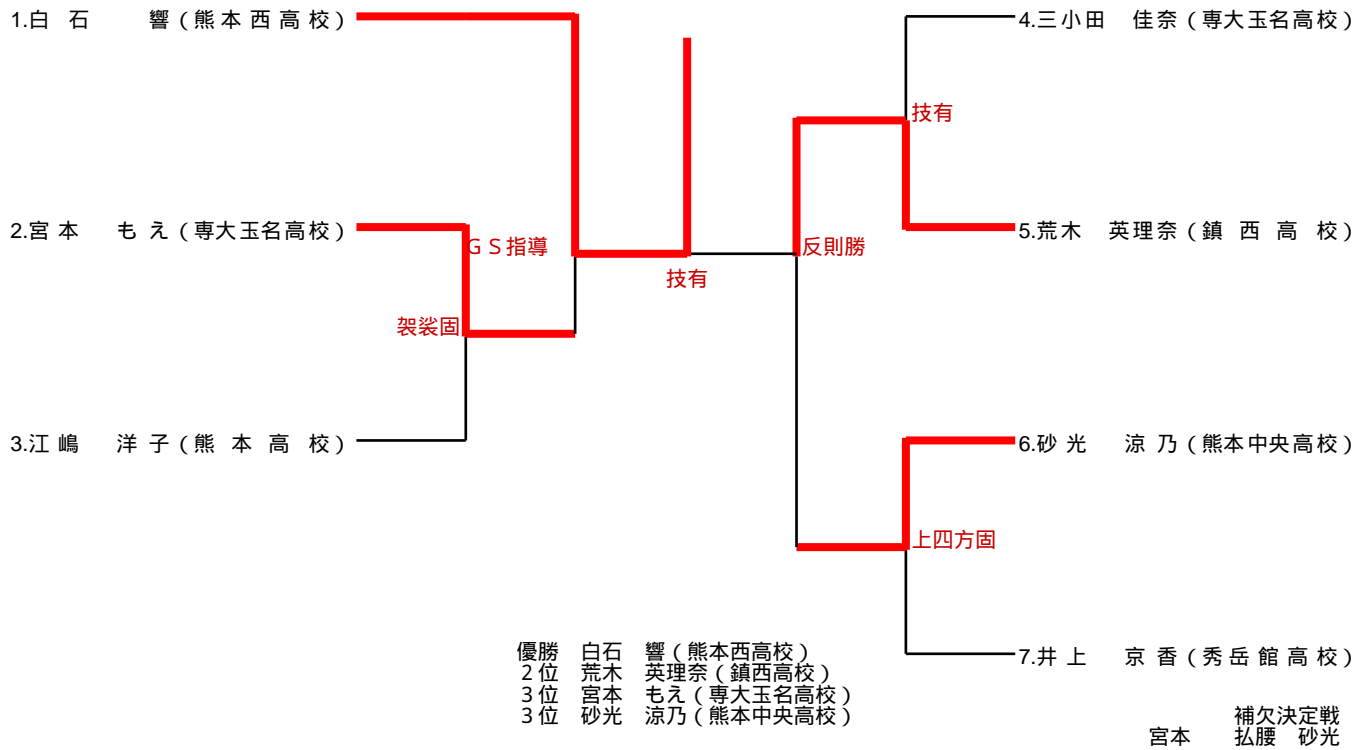 1.白石 響(熊本西高校)
4.三小田 佳奈(専大玉名高校)
技有
2.宮本 もえ(専大玉名高校)
5.荒木 英理奈(鎮西高校)
GS指導
反則勝
技有
袈裟固
3.江嶋 洋子(熊本高校)
6.砂光 涼乃(熊本中央高校)
上四方固
7.井上 京香(秀岳館高校)
優勝 白石 響(熊本西高校)
2位 荒木 英理奈(鎮西高校)
3位 宮本 もえ(専大玉名高校)
3位 砂光 涼乃(熊本中央高校)
補欠決定戦
宮本 払腰 砂光